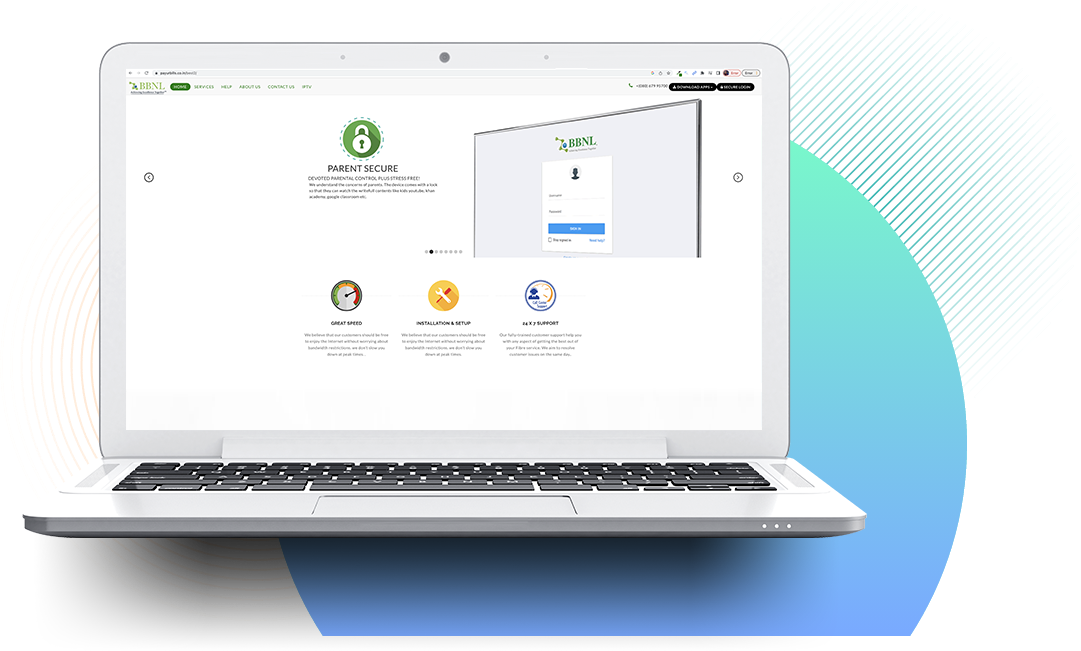 payurbills.co.in
BBNL
HOME SERVICES HELP ABOUT US CONTACT US IPTV
DOWNLOAD APPS SECURE LOGIN
PARENT SECURE
DEVOTED PARENTAL CONTROL PLUS STRESS FREE!
We understand the concerns of parents. The device comes with a lock
so that they can watch the
contents like kids youtube, khan
academy, google classroom etc.
BBNL
Username
Password
SIGN IN
Need help?
GREAT SPEED
We believe that our customers should be free
to enjoy the internet without worrying about
bandwidth restrictions, we don't slow you
down at peak times.
INSTALLATION & SETUP
We believe that our customers should be free
to enjoy the internet without worrying about
bandwidth restrictions, we don't slow you
down at peak times.
24 X 7 SUPPORT
Our fully-trained customer support help you
with any aspect of getting the best out of
your Fibre service. We aim to resolve
customer issues on the same day.